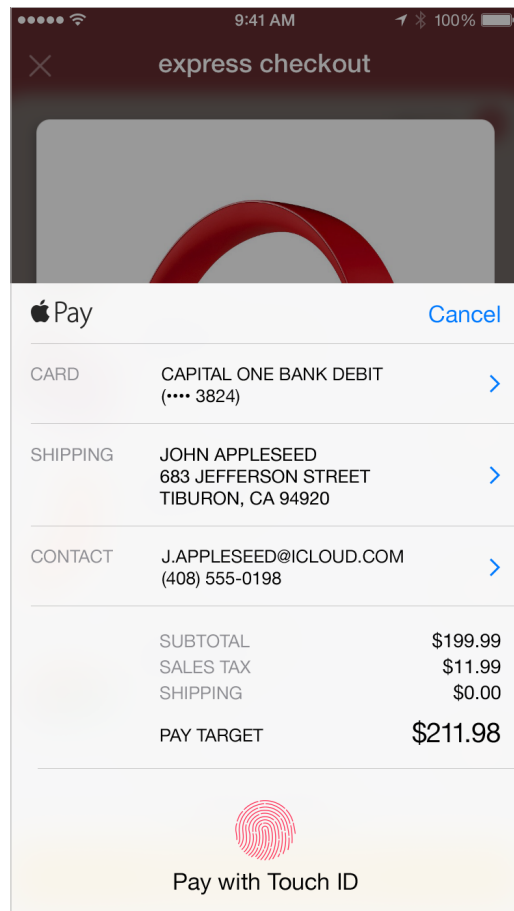 9:41 AM 100%
express checkout
Pay Cancel
CARD CAPITAL ONE BANK DEBIT
(•••• 3824)
SHIPPING JOHN APPLESEED
683 JEFFERSON STREET
TIBURON, CA 94920
CONTACT J.APPLESEED@ICLOUD.COM
(408) 555-0198
SUBTOTAL $199.99
SALES TAX $11.99
SHIPPING $0.00
PAY TARGET $211.98
Pay with Touch ID